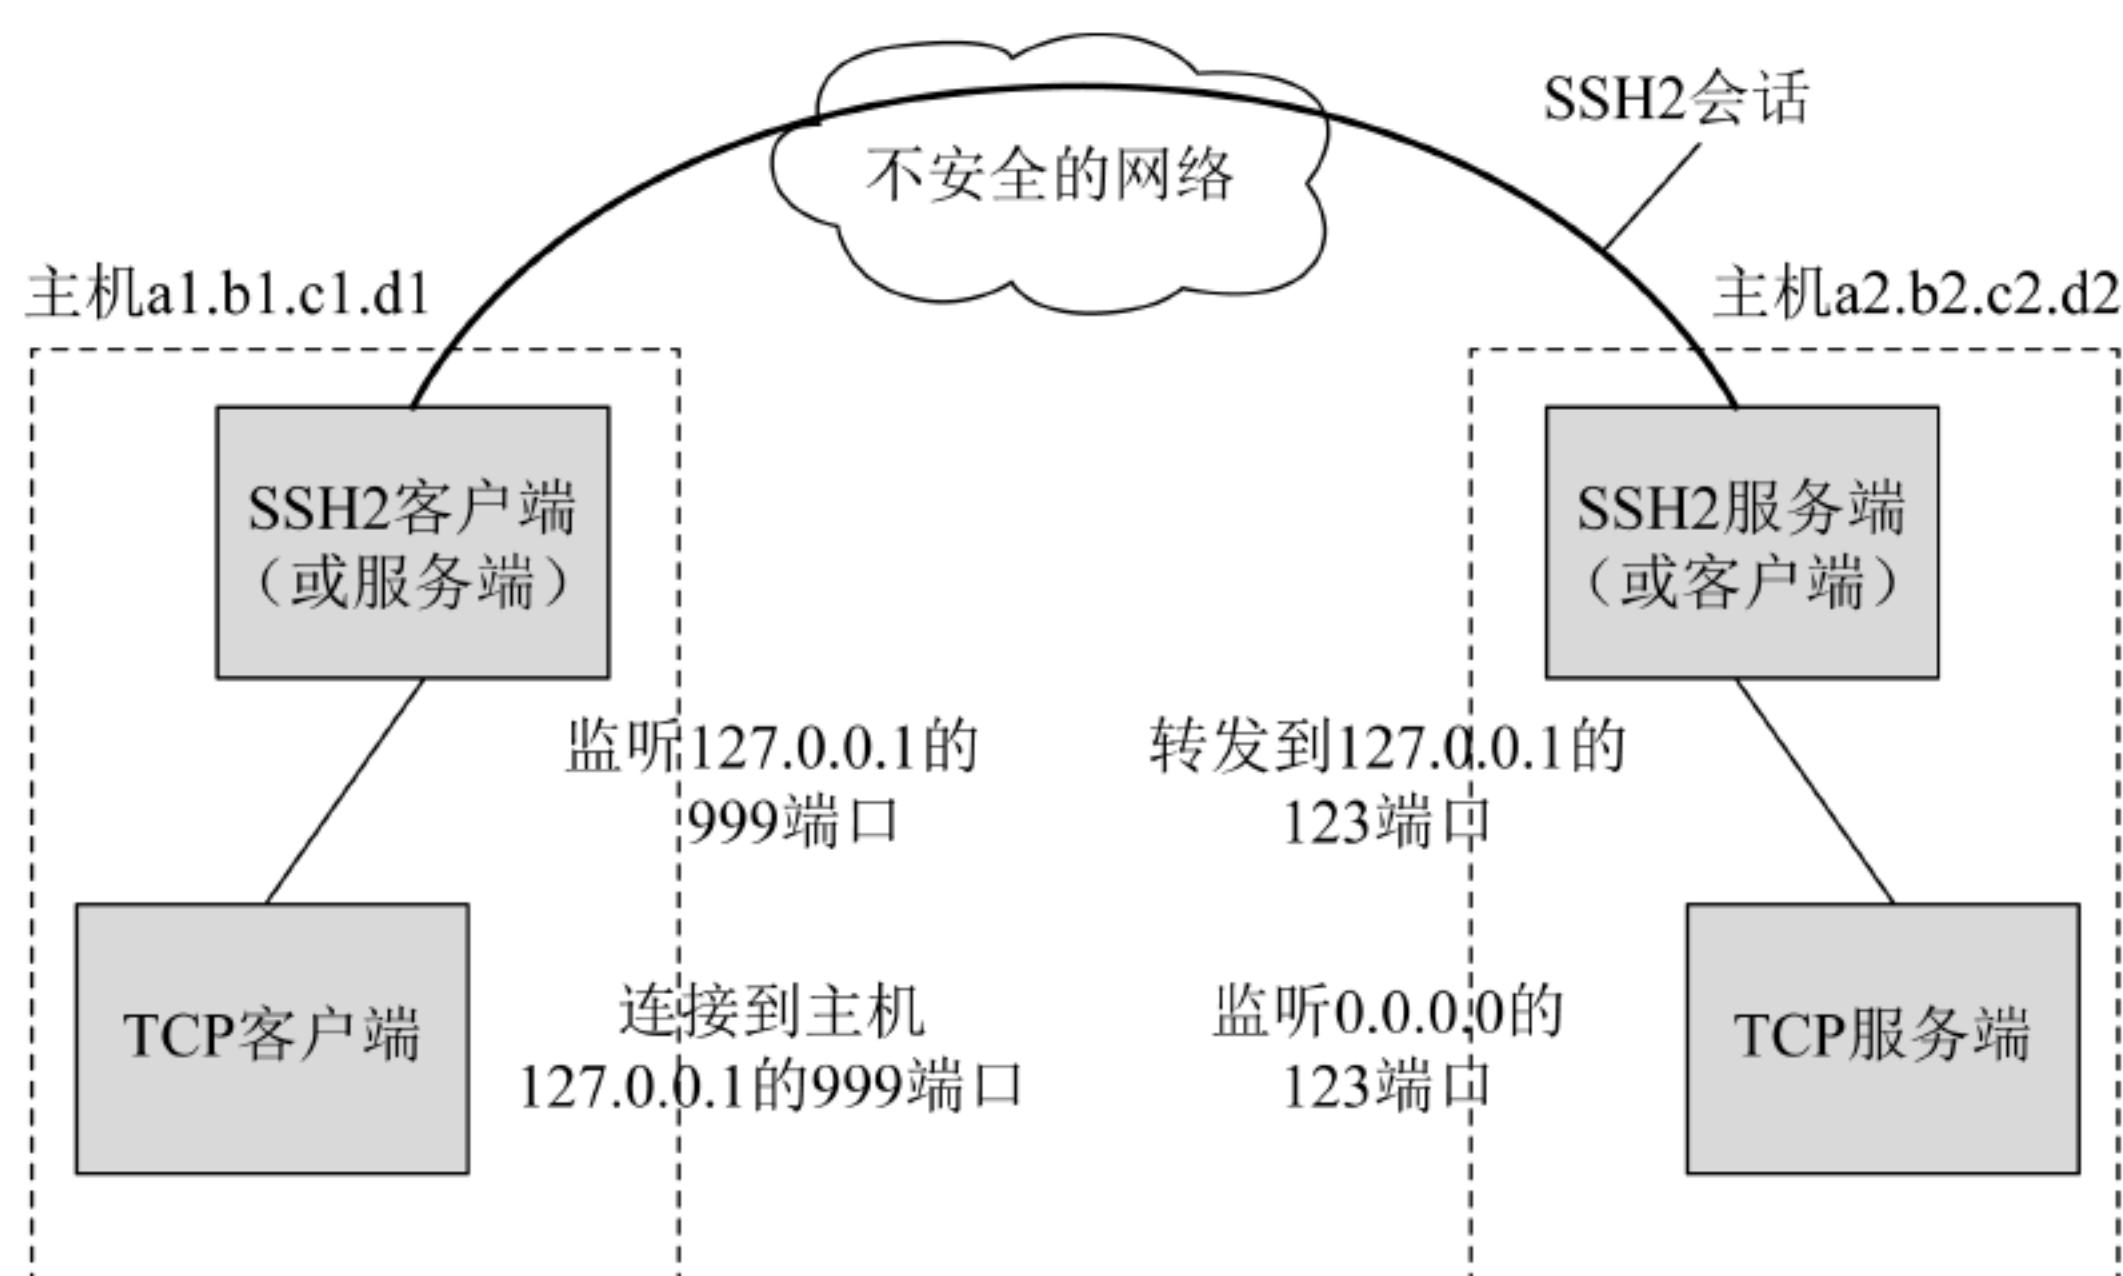 SSH2会话
不安全的网络
主机a1.b1.c1.d1
主机a2.b2.c2.d2
SSH2客户端
（或服务端）
SSH2服务端
（或客户端）
监听127.0.0.1的
999端口
转发到127.0.0.1的
123端口
TCP客户端
连接到主机
127.0.0.1的999端口
监听0.0.0.0的
123端口
TCP服务端